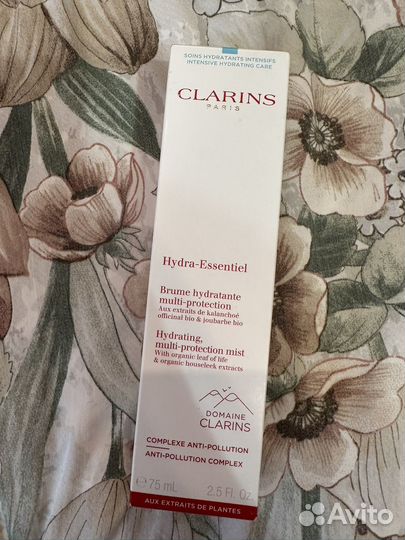 SOINS HYDRATANTS INTENSIFS
INTENSIVE HYDRATING CARE
CLARINS
PARIS
Hydra-Essentiel
Brume hydratante
multi-protection
Aux extraits de kalanchoé
officinal bio & joubarbe bio
Hydrating,
multi-protection mist
With organic leaf of life
& organic houseleek extracts
DOMAINE
CLARINS
COMPLEXE ANTI-POLLUTION
ANTI-POLLUTION COMPLEX
℮ 75 mL 2.5 Fl. Oz.
AUX EXTRAITS DE PLANTES
Avito